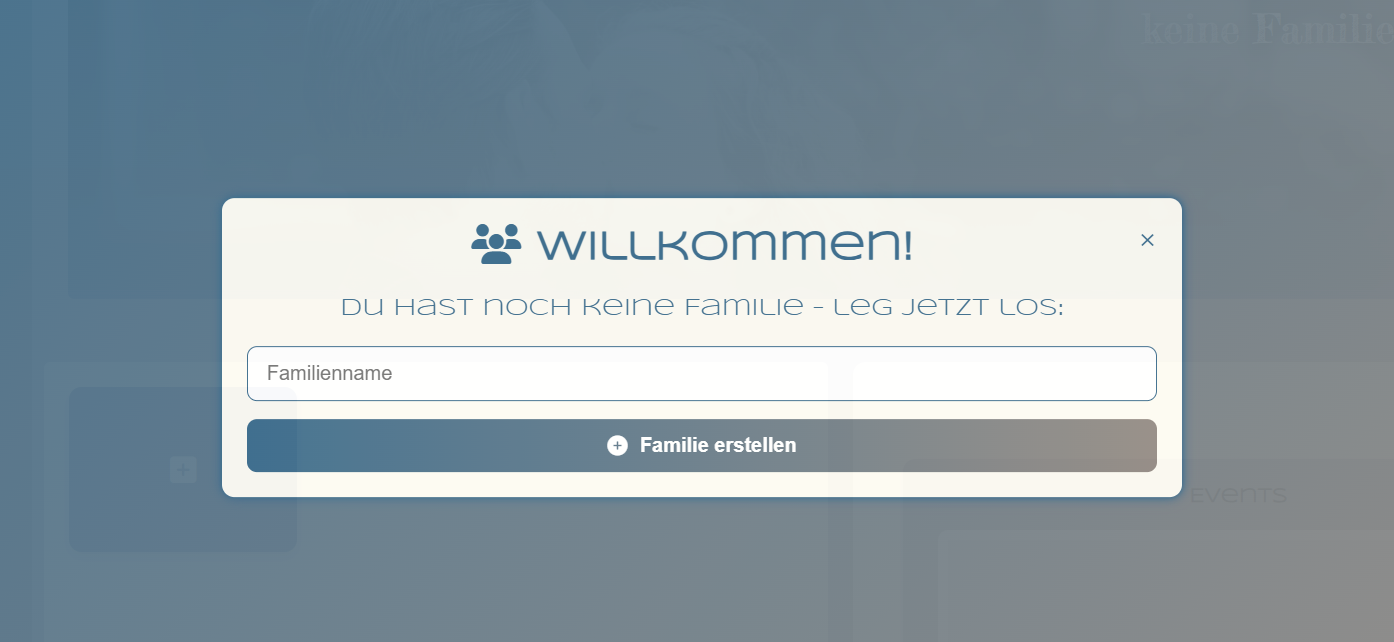 keine Familie
Willkommen!
Du hast noch keine Familie - leg jetzt los:
Familienname
Familie erstellen
Events